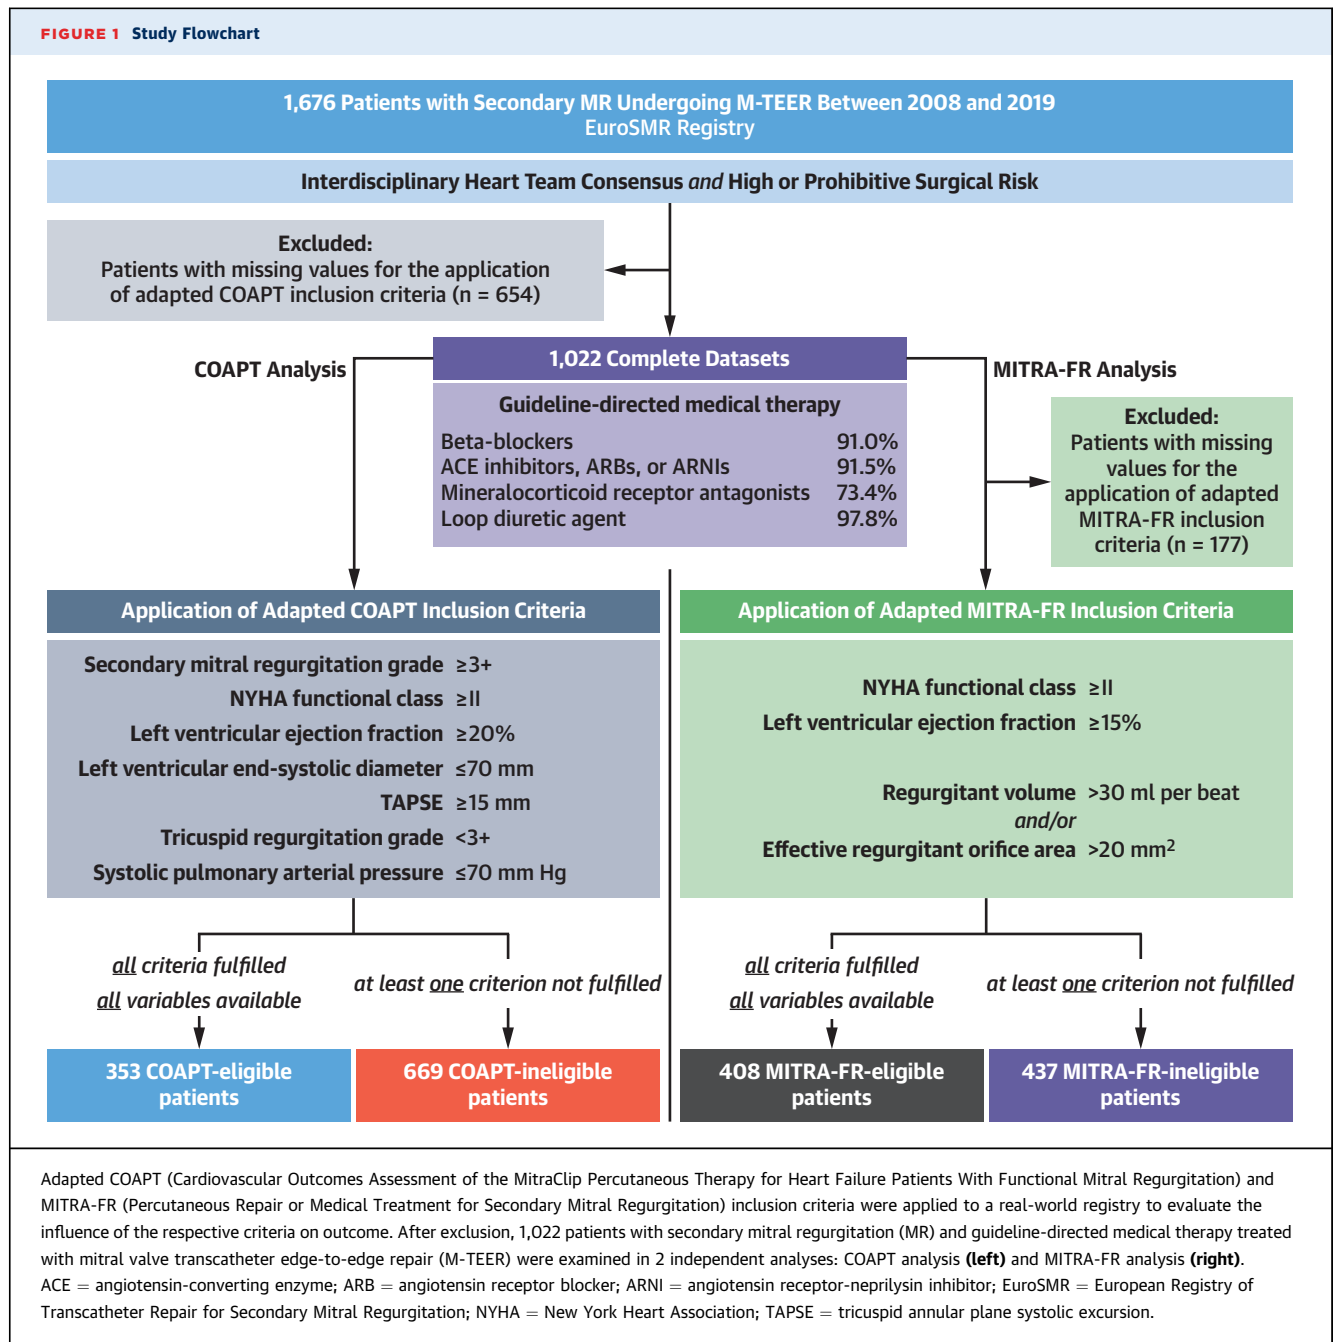 FIGURE 1 Study Flowchart
1,676 Patients with Secondary MR Undergoing M-TEER Between 2008 and 2019
EuroSMR Registry
Interdisciplinary Heart Team Consensus and High or Prohibitive Surgical Risk
Excluded:
Patients with missing values for the application
of adapted COAPT inclusion criteria (n = 654)
COAPT Analysis
1,022 Complete Datasets
MITRA-FR Analysis
Guideline-directed medical therapy
Beta-blockers 91.0%
ACE inhibitors, ARBs, or ARNIs 91.5%
Mineralocorticoid receptor antagonists 73.4%
Loop diuretic agent 97.8%
Excluded:
Patients with missing
values for the
application of adapted
MITRA-FR inclusion
criteria (n = 177)
Application of Adapted COAPT Inclusion Criteria
Secondary mitral regurgitation grade ≥3+
NYHA functional class ≥II
Left ventricular ejection fraction ≥20%
Left ventricular end-systolic diameter ≤70 mm
TAPSE ≥15 mm
Tricuspid regurgitation grade <3+
Systolic pulmonary arterial pressure ≤70 mm Hg
Application of Adapted MITRA-FR Inclusion Criteria
NYHA functional class ≥II
Left ventricular ejection fraction ≥15%
Regurgitant volume >30 ml per beat
and/or
Effective regurgitant orifice area >20 mm²
all criteria fulfilled
all variables available
at least one criterion not fulfilled
all criteria fulfilled
all variables available
at least one criterion not fulfilled
353 COAPT-eligible
patients
669 COAPT-ineligible
patients
408 MITRA-FR-eligible
patients
437 MITRA-FR-ineligible
patients
Adapted COAPT (Cardiovascular Outcomes Assessment of the MitraClip Percutaneous Therapy for Heart Failure Patients With Functional Mitral Regurgitation) and
MITRA-FR (Percutaneous Repair or Medical Treatment for Secondary Mitral Regurgitation) inclusion criteria were applied to a real-world registry to evaluate the
influence of the respective criteria on outcome. After exclusion, 1,022 patients with secondary mitral regurgitation (MR) and guideline-directed medical therapy treated
with mitral valve transcatheter edge-to-edge repair (M-TEER) were examined in 2 independent analyses: COAPT analysis (left) and MITRA-FR analysis (right).
ACE = angiotensin-converting enzyme; ARB = angiotensin receptor blocker; ARNI = angiotensin receptor-neprilysin inhibitor; EuroSMR = European Registry of
Transcatheter Repair for Secondary Mitral Regurgitation; NYHA = New York Heart Association; TAPSE = tricuspid annular plane systolic excursion.